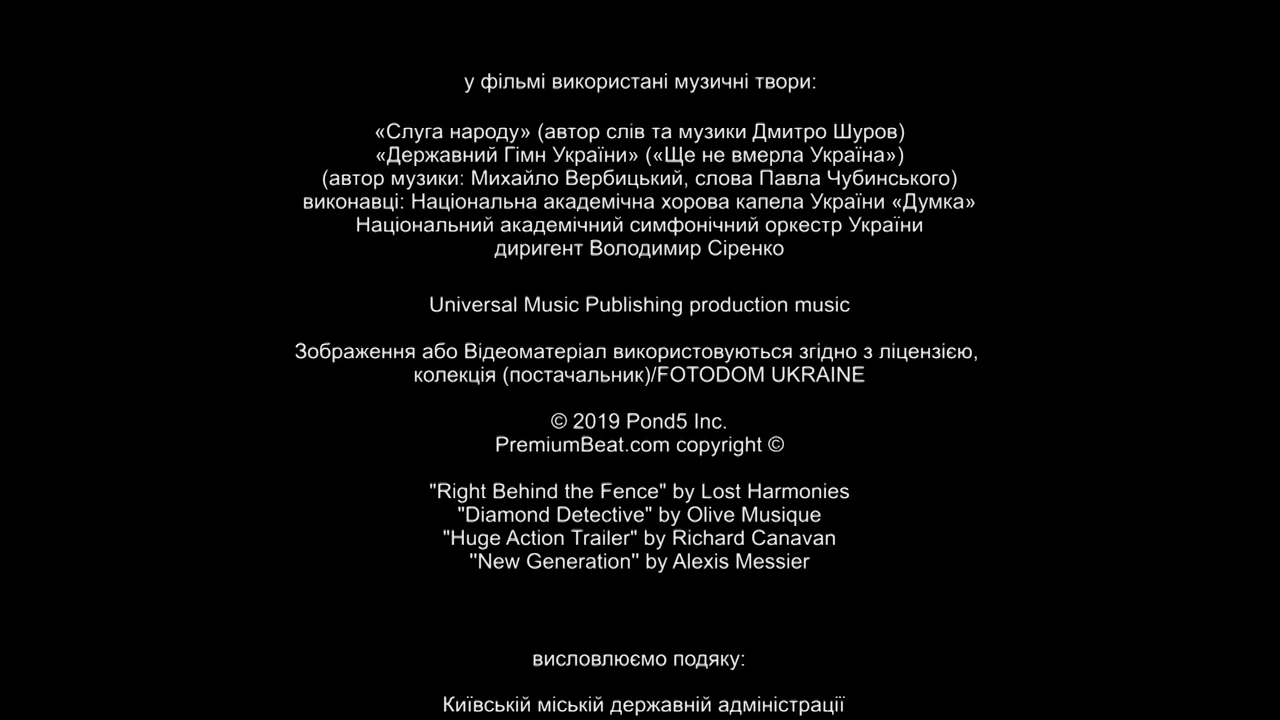 у фільмі використані музичні твори:
«Слуга народу» (автор слів та музики Дмитро Шуров)
«Державний Гімн України» («Ще не вмерла Україна»)
(автор музики: Михайло Вербицький, слова Павла Чубинського)
виконавці: Національна академічна хорова капела України «Думка»
Національний академічний симфонічний оркестр України
диригент Володимир Сіренко
Universal Music Publishing production music
Зображення або Відеоматеріал використовуються згідно з ліцензією,
колекція (постачальник)/FOTODOM UKRAINE
© 2019 Pond5 Inc.
PremiumBeat.com copyright ©
"Right Behind the Fence" by Lost Harmonies
"Diamond Detective" by Olive Musique
"Huge Action Trailer" by Richard Canavan
"New Generation" by Alexis Messier
висловлюємо подяку:
Київській міській державній адміністрації